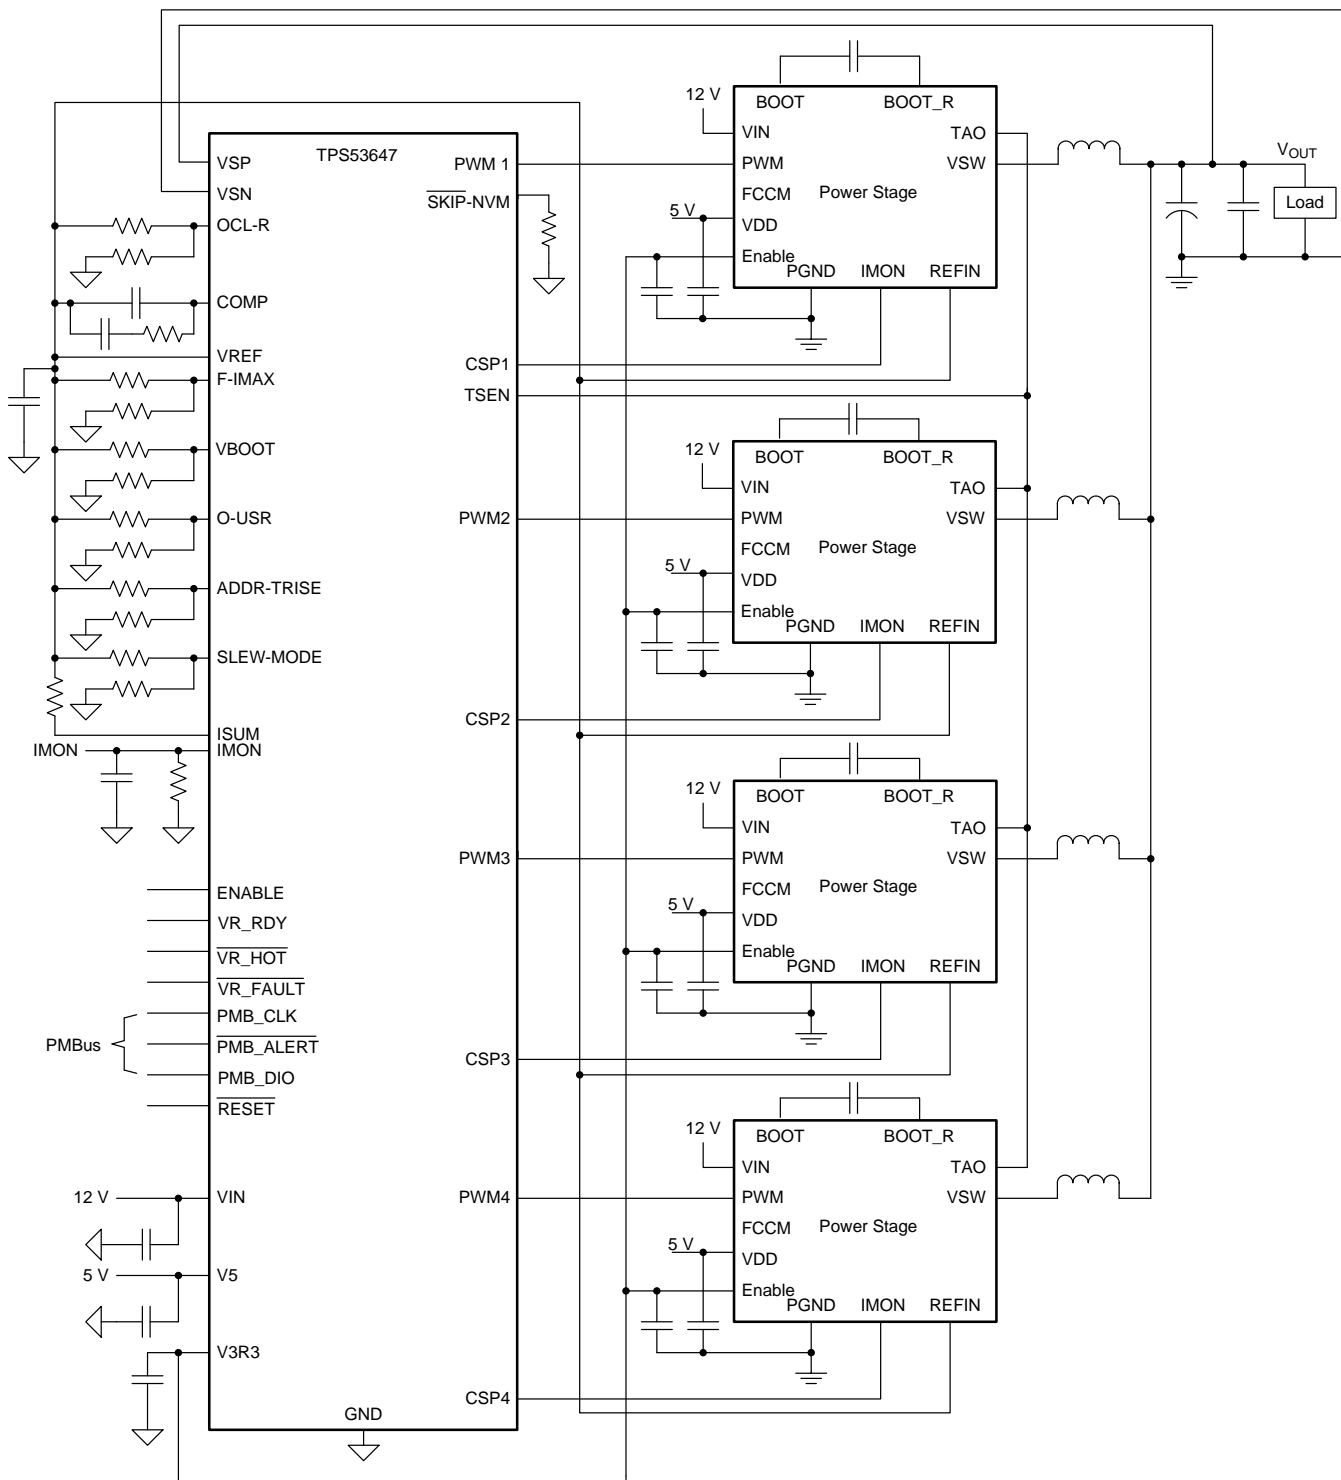 TPS53647
VSP
VSN
OCL-R
COMP
VREF
F-IMAX
VBOOT
O-USR
ADDR-TRISE
SLEW-MODE
ISUM
IMON
IMON
ENABLE
VR_RDY
VR_HOT
VR_FAULT
PMB_CLK
PMBus
PMB_ALERT
PMB_DIO
RESET
12 V
VIN
5 V
V5
V3R3
GND
PWM 1
SKIP-NVM
CSP1
TSEN
PWM2
CSP2
PWM3
CSP3
PWM4
CSP4
12 V
BOOT
BOOT_R
VIN
TAO
PWM
VSW
FCCM
Power Stage
5 V
VDD
Enable
PGND
IMON
REFIN
12 V
BOOT
BOOT_R
VIN
TAO
PWM
VSW
FCCM
Power Stage
5 V
VDD
Enable
PGND
IMON
REFIN
12 V
BOOT
BOOT_R
VIN
TAO
PWM
VSW
FCCM
Power Stage
5 V
VDD
Enable
PGND
IMON
REFIN
12 V
BOOT
BOOT_R
VIN
TAO
PWM
VSW
FCCM
Power Stage
5 V
VDD
Enable
PGND
IMON
REFIN
VOUT
Load